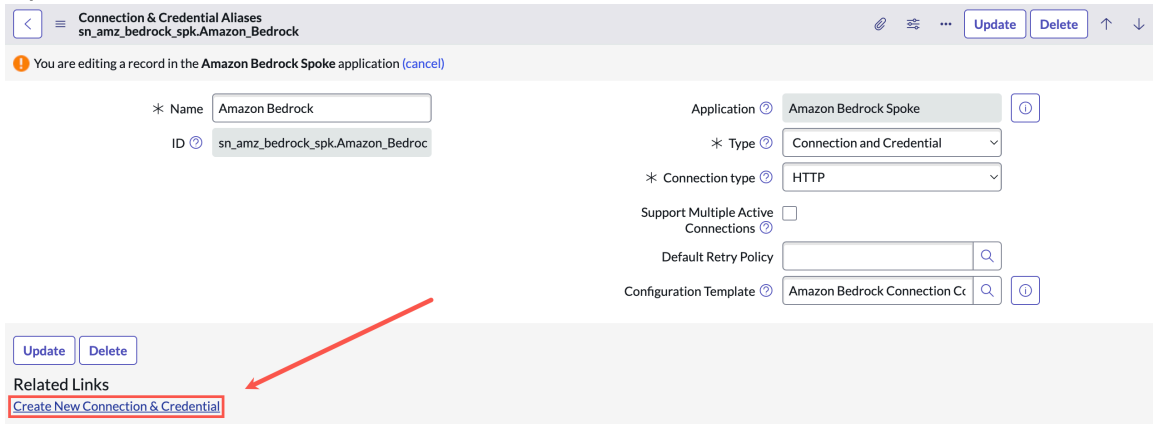 Connection & Credential Aliases
sn_amz_bedrock_spk.Amazon_Bedrock
Update
Delete
You are editing a record in the Amazon Bedrock Spoke application (cancel)
Name
Amazon Bedrock
Application
Amazon Bedrock Spoke
ID
sn_amz_bedrock_spk.Amazon_Bedroc
Type
Connection and Credential
Connection type
HTTP
Support Multiple Active
Connections
Default Retry Policy
Configuration Template
Amazon Bedrock Connection Co
Update
Delete
Related Links
Create New Connection & Credential